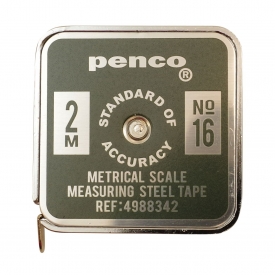 penco®
2
M
STANDARD OF
ACCURACY
Nº
16
METRICAL SCALE
MEASURING STEEL TAPE
REF:4988342